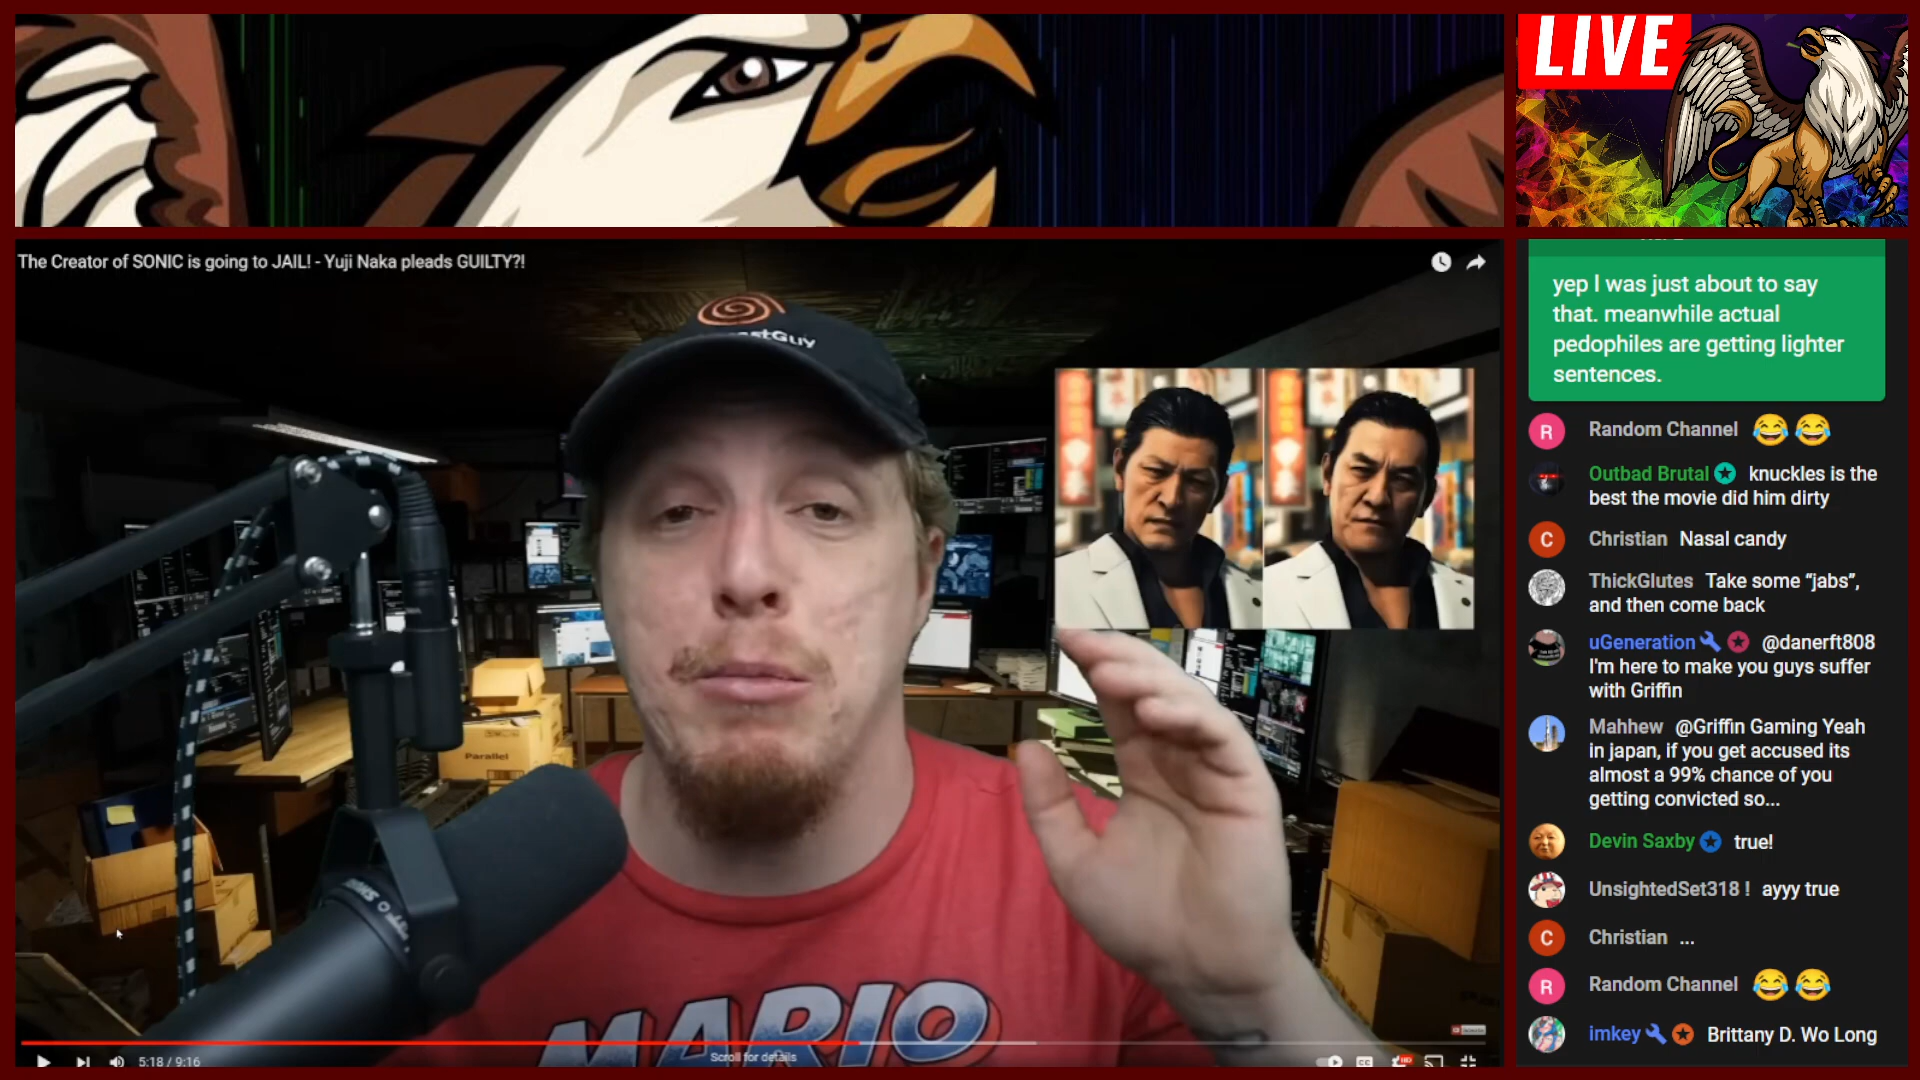 LIVE
The Creator of SONIC is going to JAIL! - Yuji Naka pleads GUILTY?!
yep I was just about to say
that. meanwhile actual
pedophiles are getting lighter
sentences.
Random Channel 😂😂
Outbad Brutal knuckles is the
best the movie did him dirty
Christian Nasal candy
ThickGlutes Take some “jabs”,
and then come back
uGeneration @danerft808
I'm here to make you guys suffer
with Griffin
Mahhew @Griffin Gaming Yeah
in japan, if you get accused its
almost a 99% chance of you
getting convicted so...
Devin Saxby true!
UnsightedSet318 ! ayyy true
Christian ...
Random Channel 😂😂
imkey Brittany D. Wo Long
Parallel
MARIO
5:18 / 9:16
Scroll for details
CC
HD